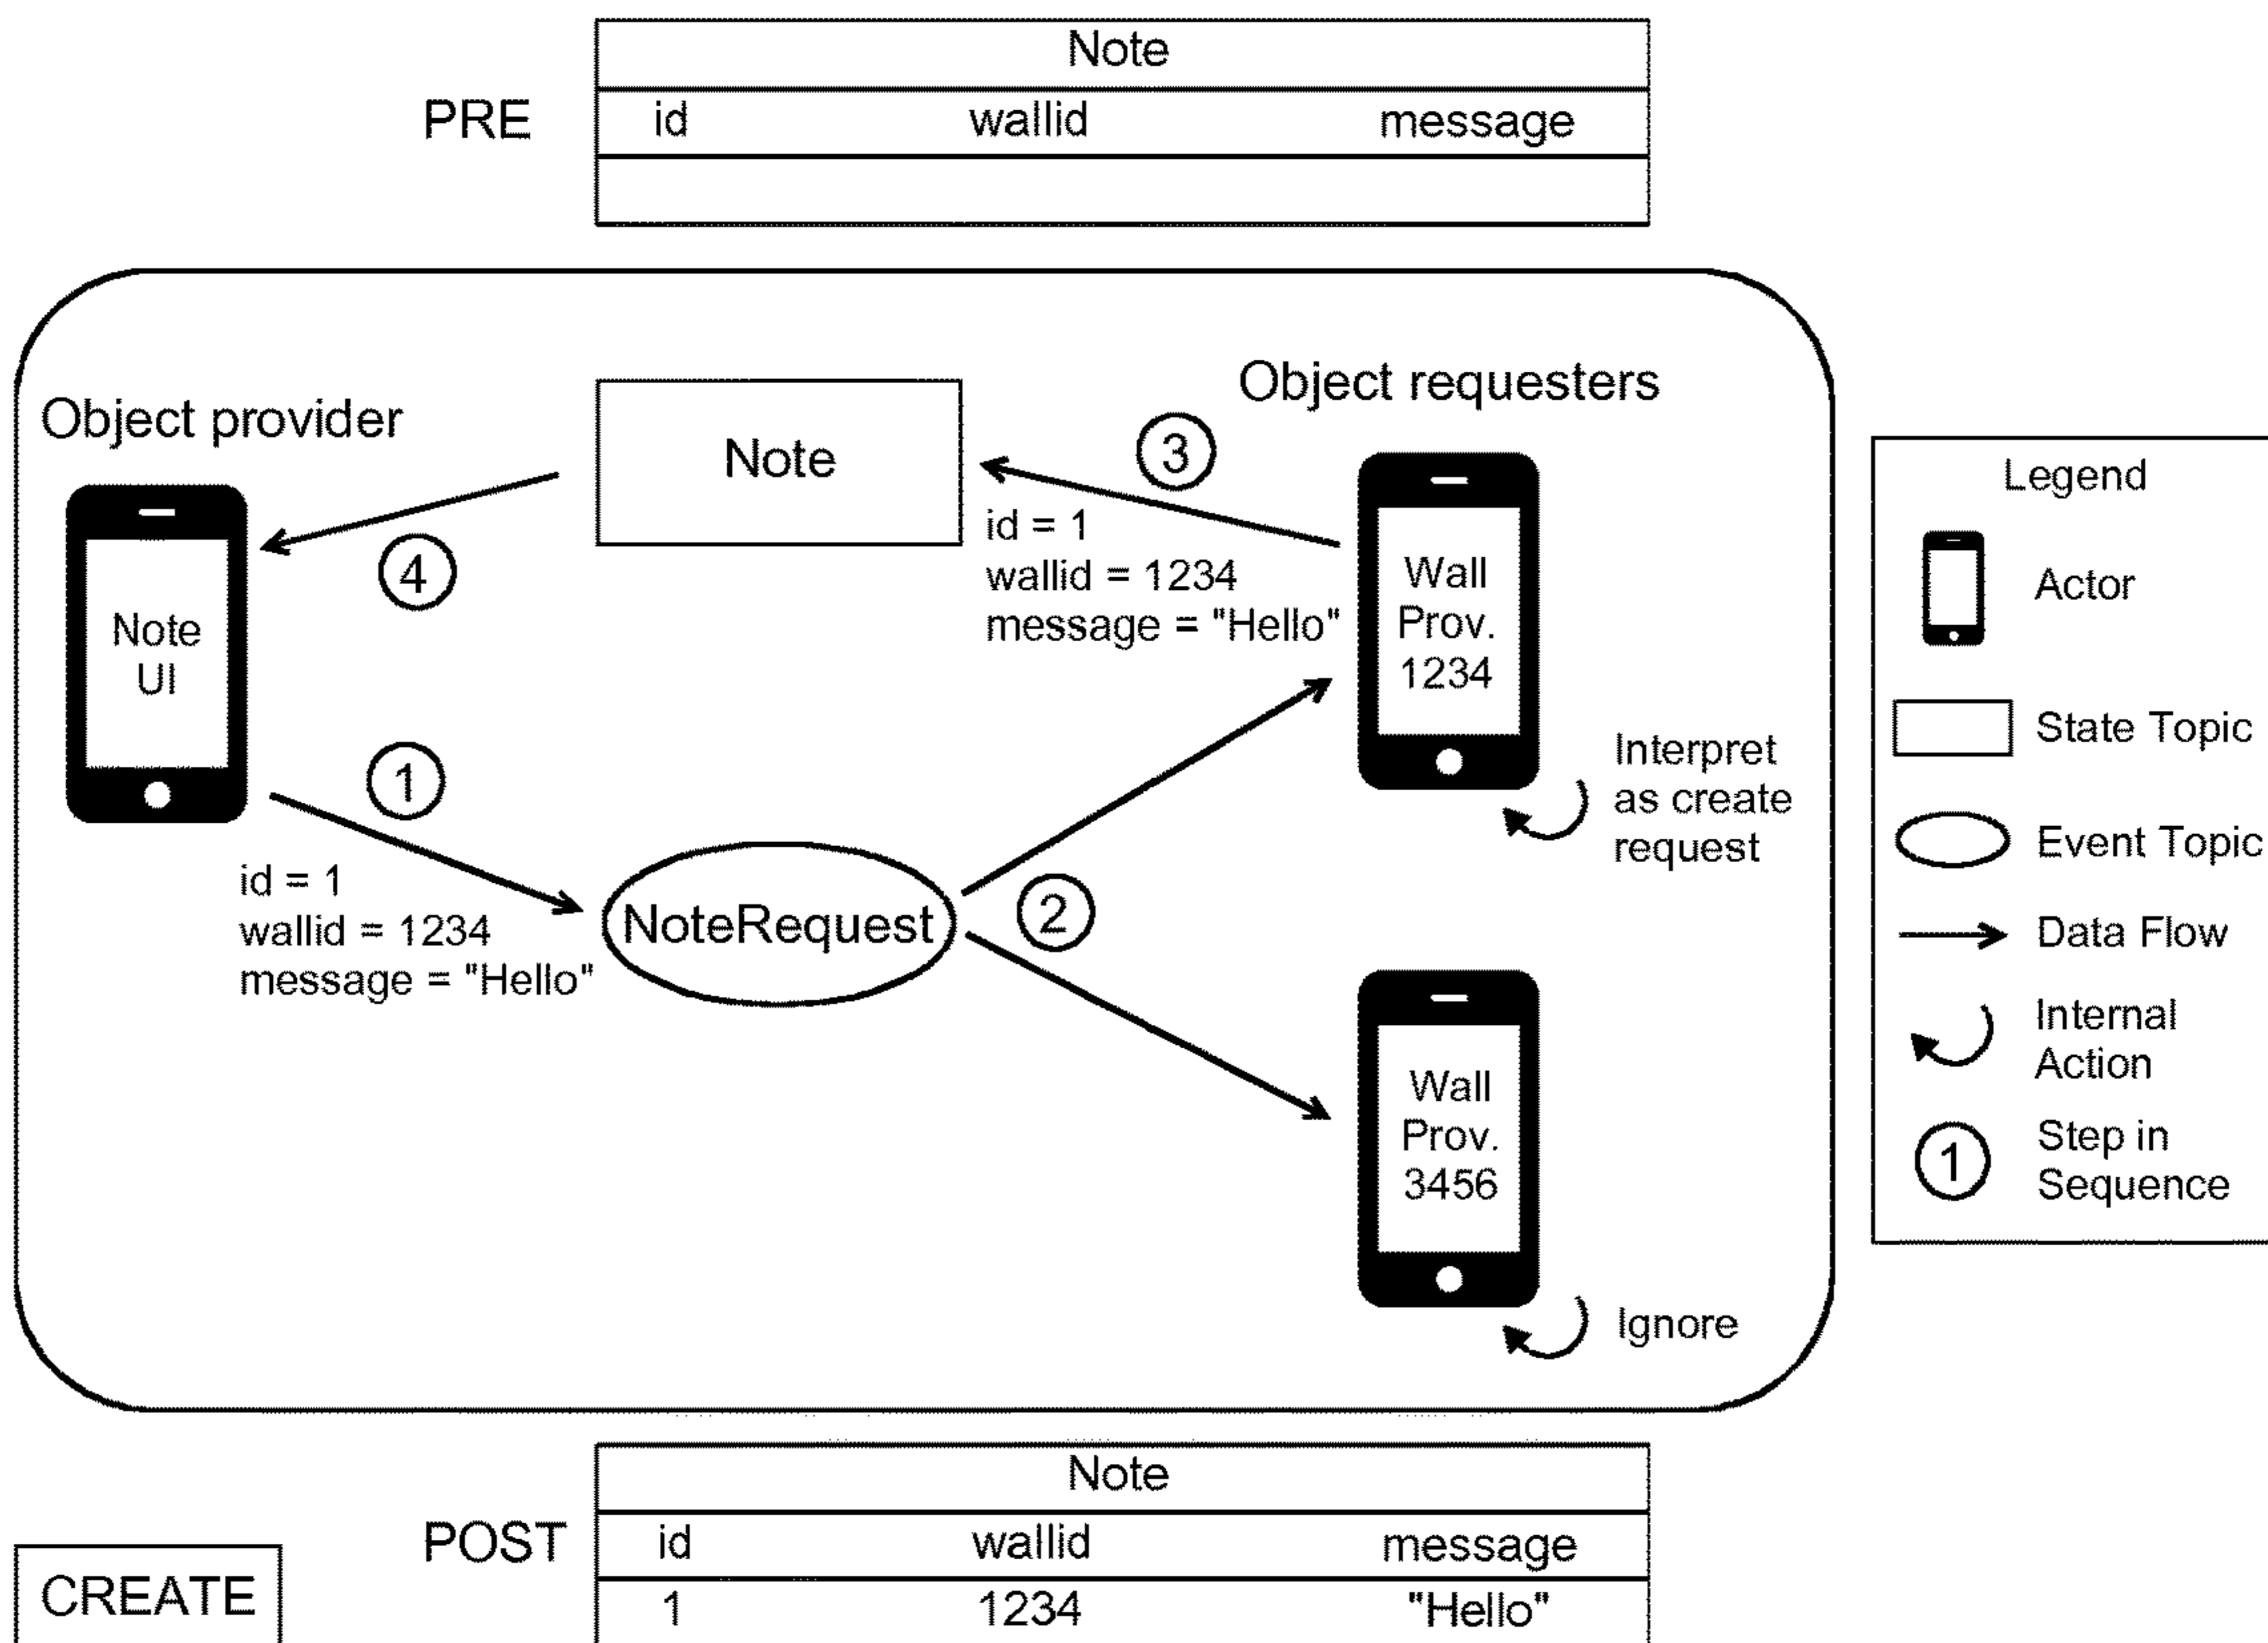 Note
PRE
id wallid message
Object provider
Object requesters
Note
3
id = 1
wallid = 1234
message = "Hello"
4
Note
UI
Wall
Prov.
1234
Interpret
as create
request
1
id = 1
wallid = 1234
message = "Hello"
NoteRequest
2
Wall
Prov.
3456
Ignore
Legend
Actor
State Topic
Event Topic
Data Flow
Internal
Action
1
Step in
Sequence
Note
POST
id wallid message
1 1234 "Hello"
CREATE